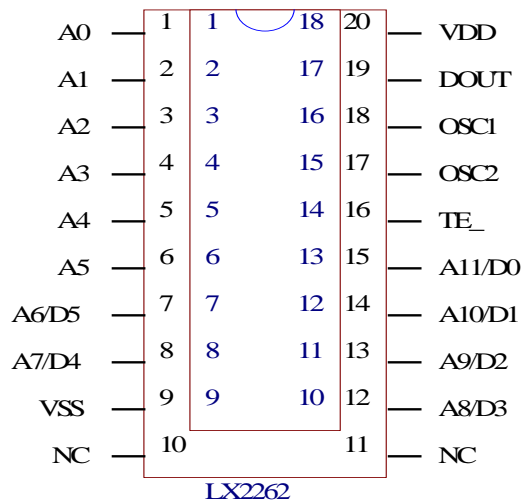 A0 1 1 18 20 VDD
A1 2 2 17 19 DOUT
A2 3 3 16 18 OSC1
A3 4 4 15 17 OSC2
A4 5 5 14 16 TE_
A5 6 6 13 15 A11/D0
A6/D5 7 7 12 14 A10/D1
A7/D4 8 8 11 13 A9/D2
VSS 9 9 10 12 A8/D3
NC 10 11 NC
LX2262